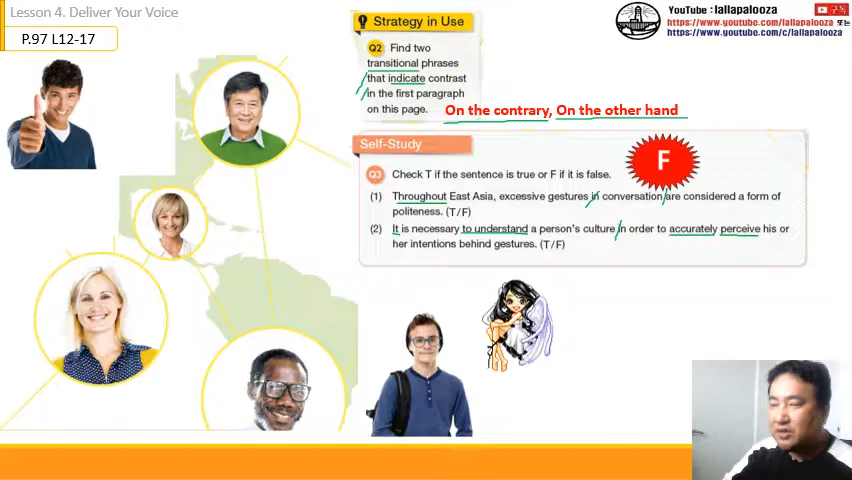 Lesson 4. Deliver Your Voice
P.97 L12-17
Strategy in Use
Q2 Find two
transitional phrases
that indicate contrast
in the first paragraph
on this page.
On the contrary, On the other hand
YouTube : lallapalooza
구독
https://www.youtube.com/lallapalooza 또는
https://www.youtube.com/c/lallapalooza
Self-Study
F
Q3 Check T if the sentence is true or F if it is false.
(1) Throughout East Asia, excessive gestures in conversation are considered a form of
politeness. (T/F)
(2) It is necessary to understand a person's culture in order to accurately perceive his or
her intentions behind gestures. (T/F)